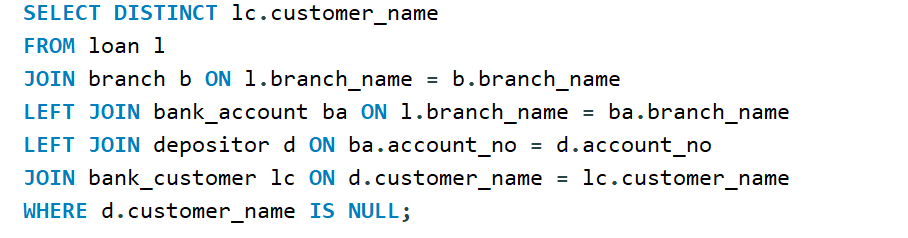 SELECT DISTINCT lc.customer_name
FROM loan l
JOIN branch b ON l.branch_name = b.branch_name
LEFT JOIN bank_account ba ON l.branch_name = ba.branch_name
LEFT JOIN depositor d ON ba.account_no = d.account_no
JOIN bank_customer lc ON d.customer_name = lc.customer_name
WHERE d.customer_name IS NULL;